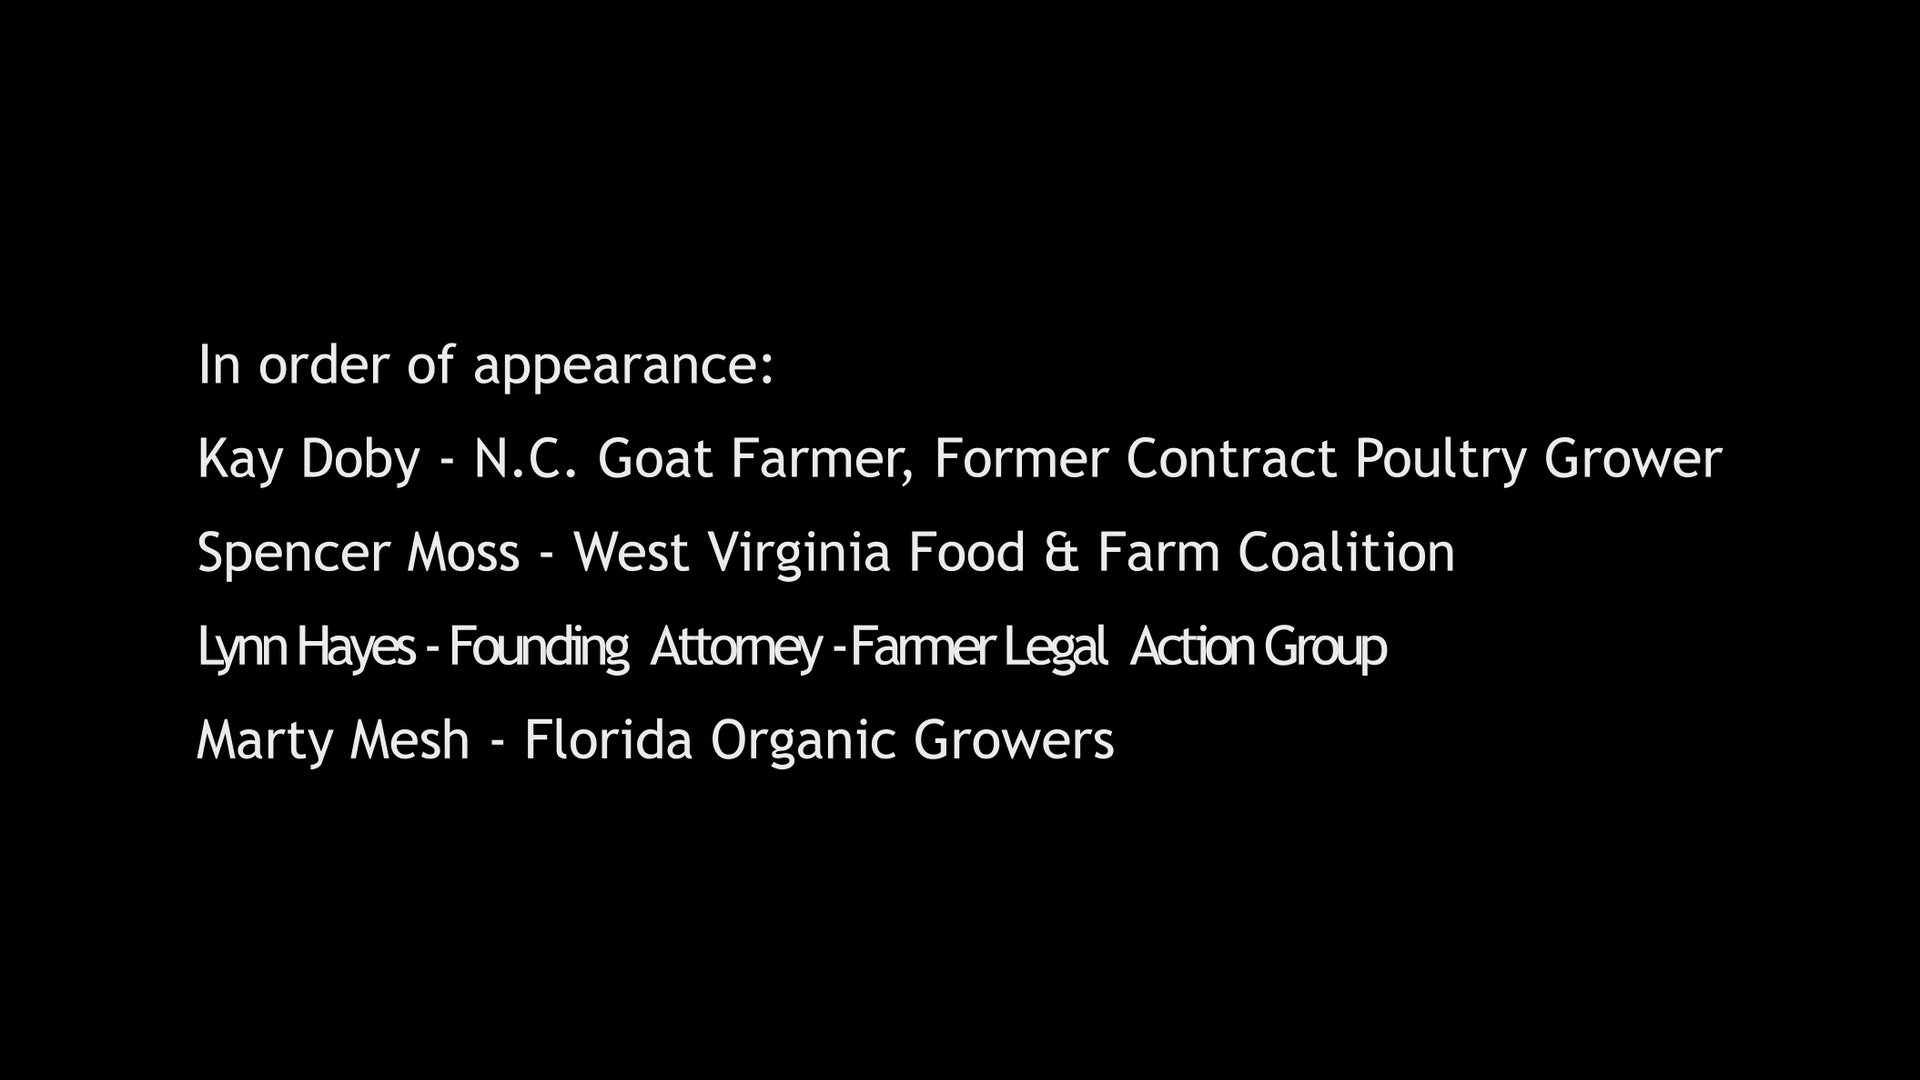 In order of appearance:
Kay Doby - N.C. Goat Farmer, Former Contract Poultry Grower
Spencer Moss - West Virginia Food & Farm Coalition
Lynn Hayes - Founding Attorney - Farmer Legal Action Group
Marty Mesh - Florida Organic Growers